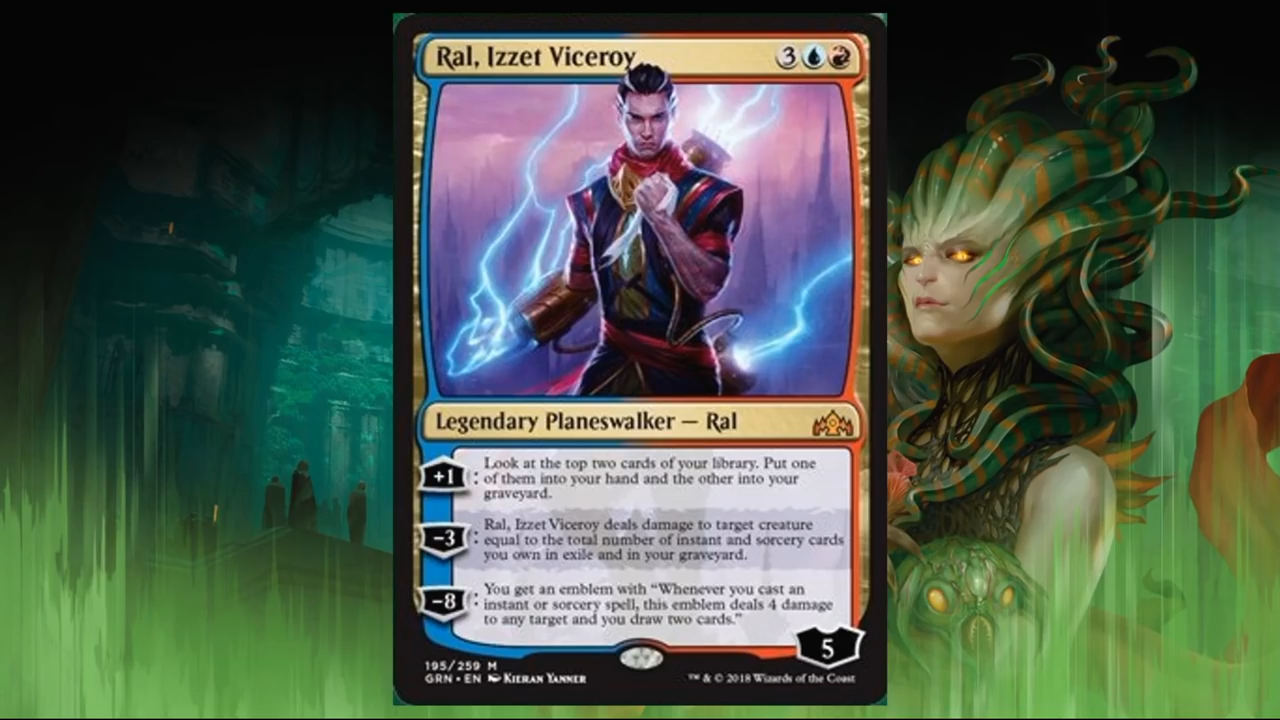 Ral, Izzet Viceroy 3
Legendary Planeswalker — Ral
+1 : Look at the top two cards of your library. Put one
of them into your hand and the other into your
graveyard.
−3 : Ral, Izzet Viceroy deals damage to target creature
equal to the total number of instant and sorcery cards
you own in exile and in your graveyard.
−8 : You get an emblem with “Whenever you cast an
instant or sorcery spell, this emblem deals 4 damage
to any target and you draw two cards.”
5
195/259 M
GRN • EN Kieran Yanner
™ & © 2018 Wizards of the Coast